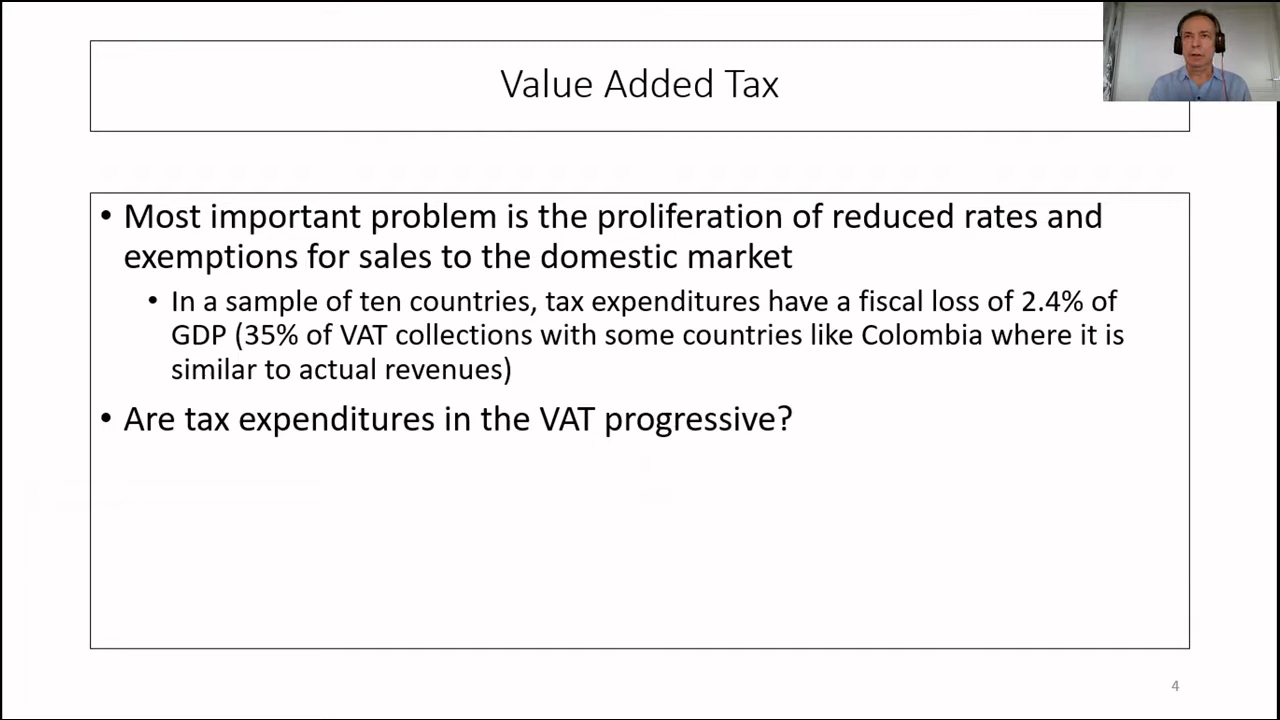 Value Added Tax
• Most important problem is the proliferation of reduced rates and
exemptions for sales to the domestic market
• In a sample of ten countries, tax expenditures have a fiscal loss of 2.4% of
GDP (35% of VAT collections with some countries like Colombia where it is
similar to actual revenues)
• Are tax expenditures in the VAT progressive?
4